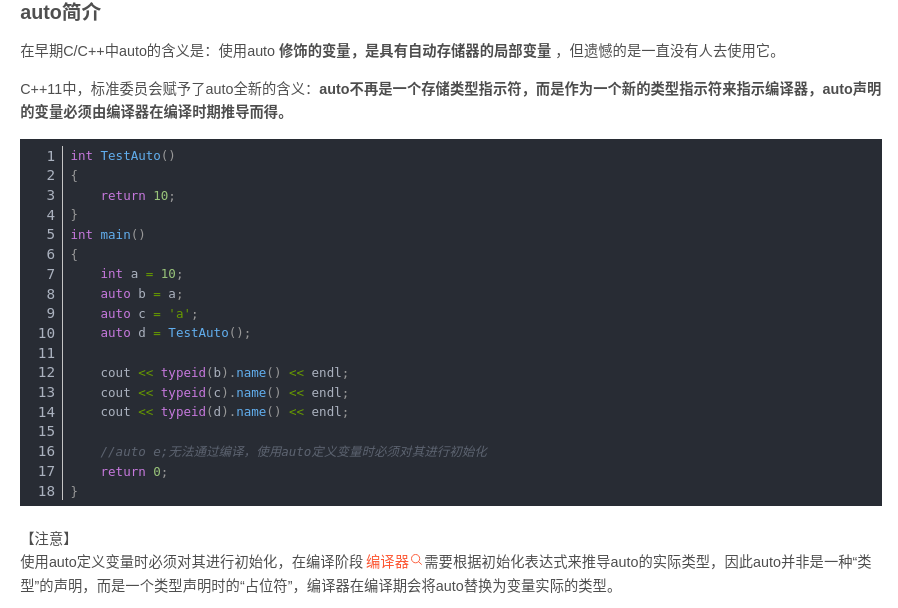 auto简介
在早期C/C++中auto的含义是：使用auto 修饰的变量，是具有自动存储器的局部变量 ，但遗憾的是一直没有人去使用它。
C++11中，标准委员会赋予了auto全新的含义：auto不再是一个存储类型指示符，而是作为一个新的类型指示符来指示编译器，auto声明
的变量必须由编译器在编译时期推导而得。
1 int TestAuto()
2 {
3     return 10;
4 }
5 int main()
6 {
7     int a = 10;
8     auto b = a;
9     auto c = 'a';
10     auto d = TestAuto();
11
12     cout << typeid(b).name() << endl;
13     cout << typeid(c).name() << endl;
14     cout << typeid(d).name() << endl;
15
16     //auto e;无法通过编译，使用auto定义变量时必须对其进行初始化
17     return 0;
18 }
【注意】
使用auto定义变量时必须对其进行初始化，在编译阶段 编译器 需要根据初始化表达式来推导auto的实际类型，因此auto并非是一种“类
型”的声明，而是一个类型声明时的“占位符”，编译器在编译期会将auto替换为变量实际的类型。